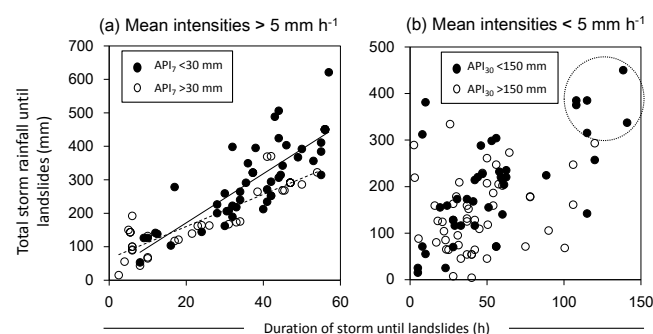 (a) Mean intensities > 5 mm h⁻¹
(b) Mean intensities < 5 mm h⁻¹
Total storm rainfall until
landslides (mm)
700
600
500
400
300
200
100
0
API₇ <30 mm
API₇ >30 mm
0 20 40 60
500
400
300
200
100
0
API₃₀ <150 mm
API₃₀ >150 mm
0 50 100 150
Duration of storm until landslides (h)